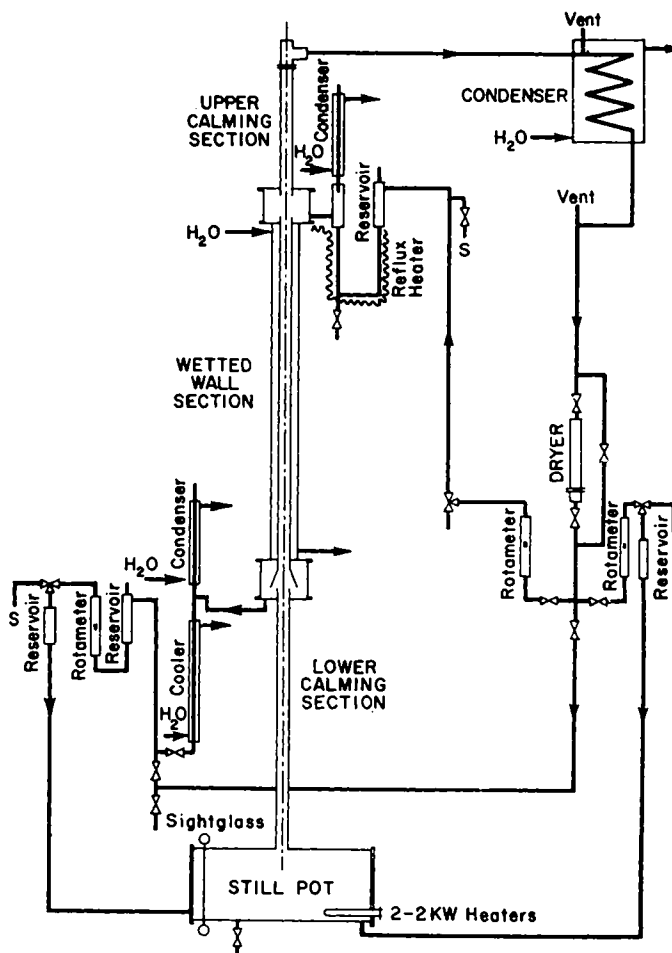 Vent
UPPER
CALMING
SECTION
Condenser
H2O
CONDENSER
H2O
Reservoir
Vent
H2O
S
Reflux
Heater
WETTED
WALL
SECTION
DRYER
Condenser
H2O
Rotameter
Rotameter
Reservoir
S
Reservoir
Rotameter
Reservoir
Cooler
H2O
LOWER
CALMING
SECTION
Sightglass
STILL POT
2-2KW Heaters